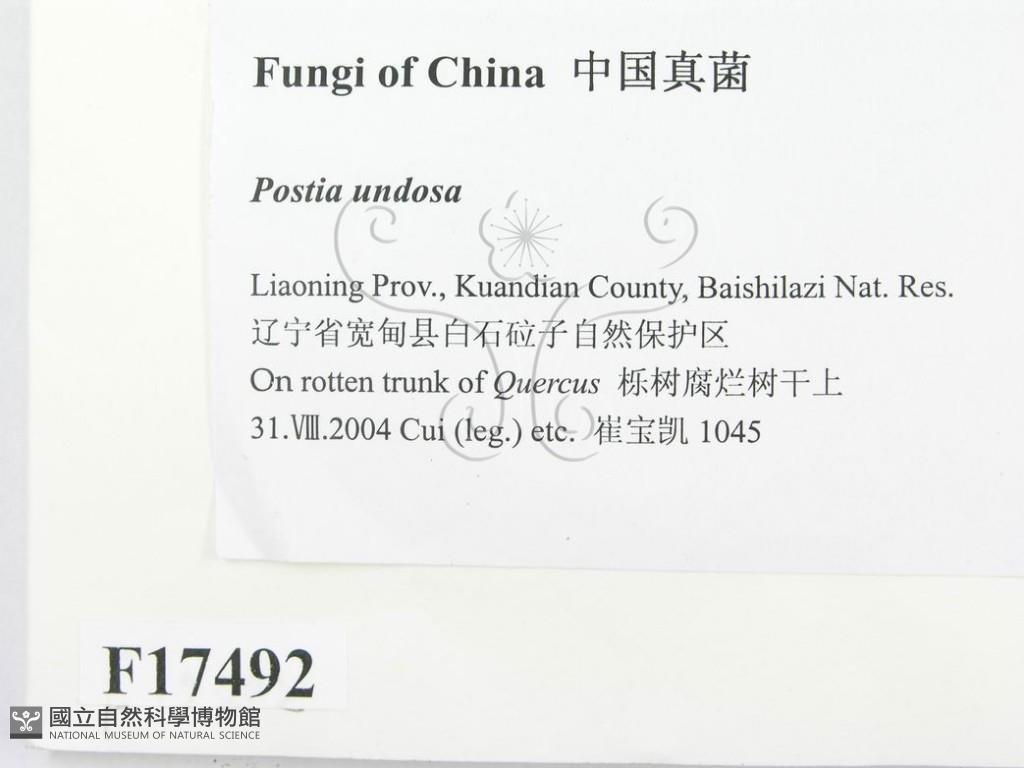 Fungi of China 中国真菌
Postia undosa
Liaoning Prov., Kuandian County, Baishilazi Nat. Res.
辽宁省宽甸县白石砬子自然保护区
On rotten trunk of Quercus 栎树腐烂树干上
31.Ⅷ.2004 Cui (leg.) etc. 崔宝凯 1045
F17492
國立自然科學博物館
NATIONAL MUSEUM OF NATURAL SCIENCE